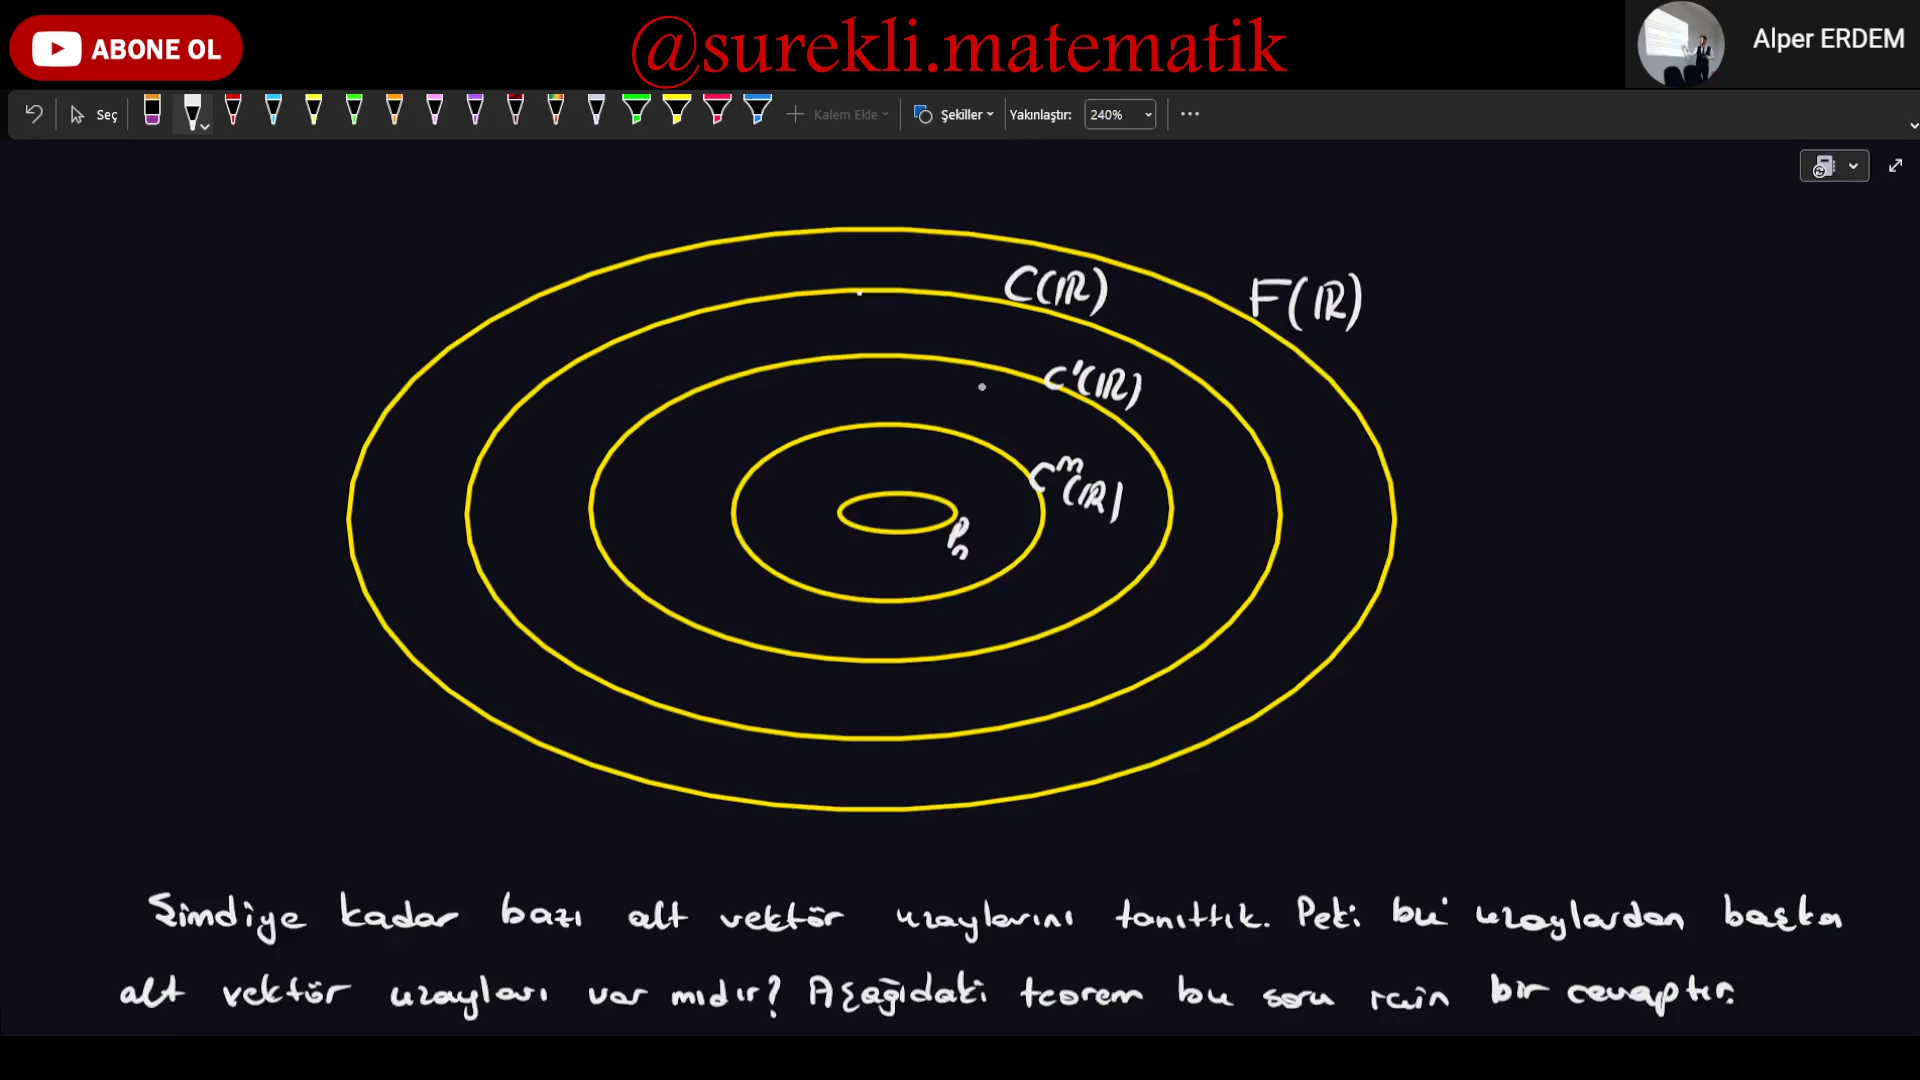 ABONE OL
@surekli.matematik
Alper ERDEM
Seç
Kalem Ekle
Şekiller
Yakınlaştır:
240%
C(ℝ)
F(ℝ)
C'(ℝ)
Cᵐ(ℝ)
Pₙ
Şimdiye kadar bazı alt vektör uzaylarını tanıttık. Peki bu uzaylardan başka
alt vektör uzayları var mıdır? Aşağıdaki teorem bu soru için bir cevaptır.